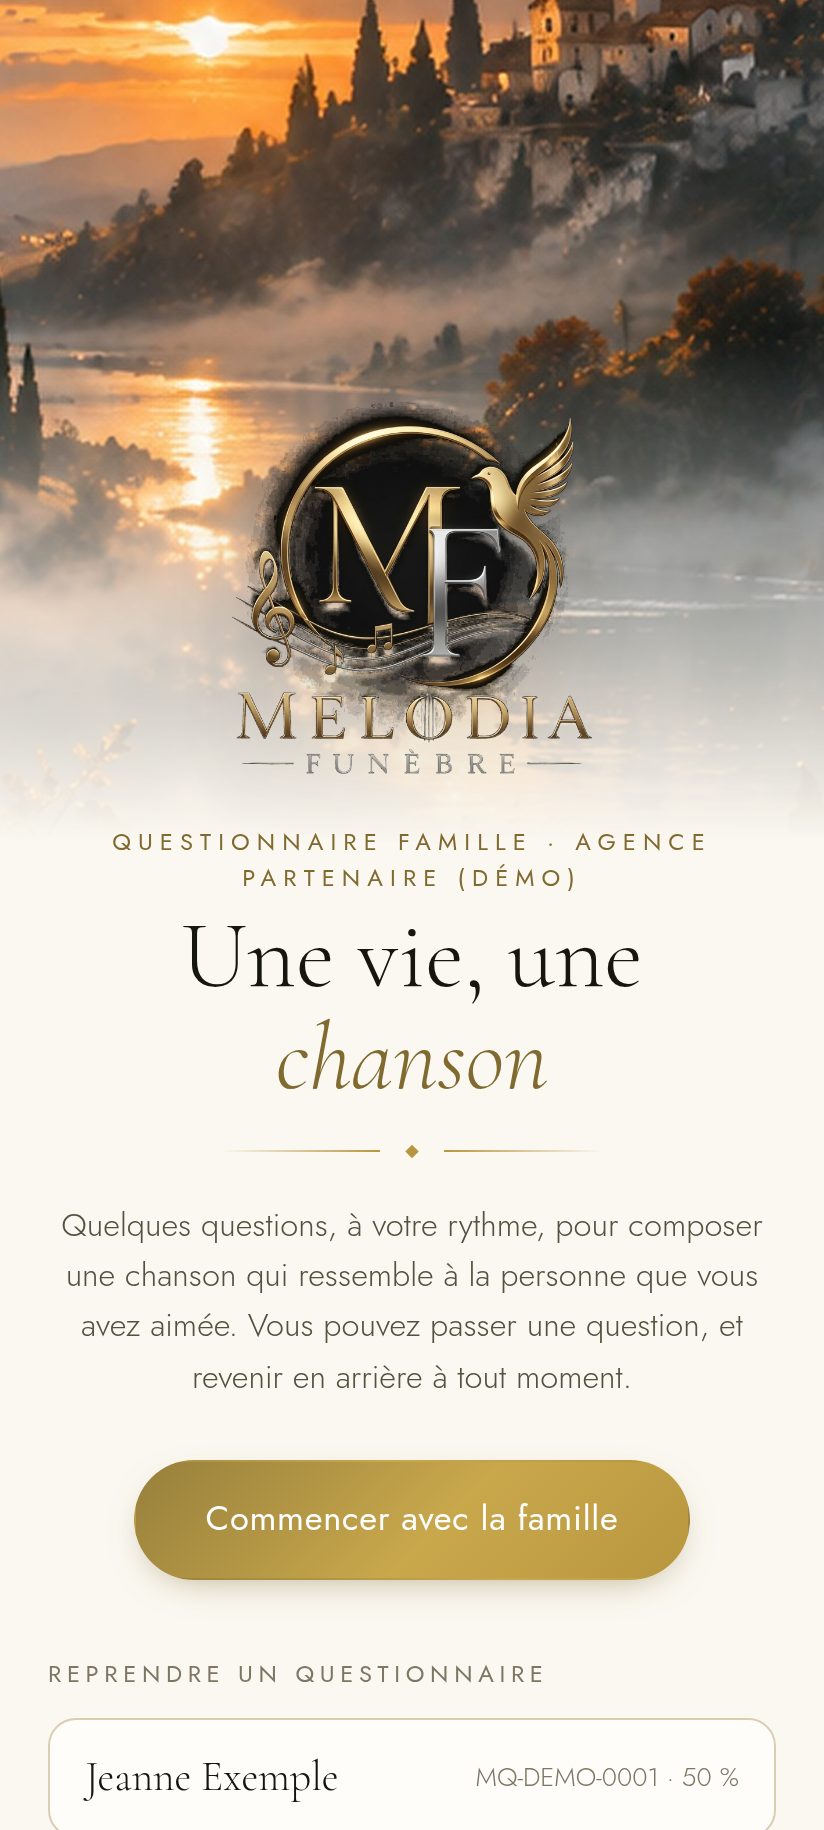 MF
MELODIA
FUNÈBRE
QUESTIONNAIRE FAMILLE · AGENCE
PARTENAIRE (DÉMO)
Une vie, une
chanson
Quelques questions, à votre rythme, pour composer
une chanson qui ressemble à la personne que vous
avez aimée. Vous pouvez passer une question, et
revenir en arrière à tout moment.
Commencer avec la famille
REPRENDRE UN QUESTIONNAIRE
Jeanne Exemple MQ-DEMO-0001 · 50 %